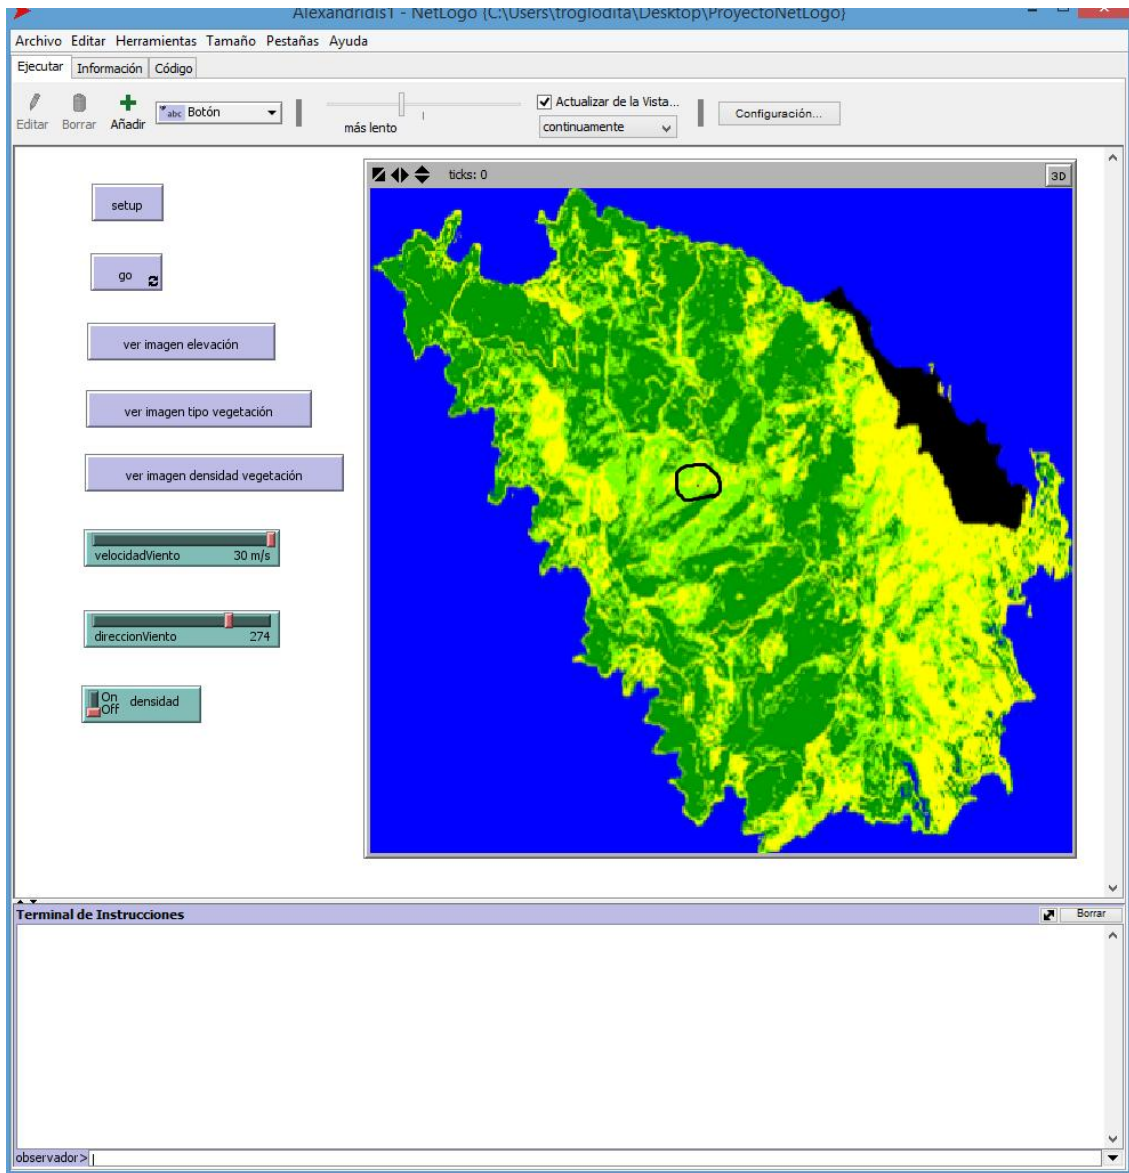 Alexandridis1 - NetLogo {C:\Users\troglodita\Desktop\ProyectoNetLogo}
Archivo Editar Herramientas Tamaño Pestañas Ayuda
Ejecutar Información Código
Editar Borrar Añadir abc Botón más lento Actualizar de la Vista... continuamente Configuración...
ticks: 0 3D
setup
go
ver imagen elevación
ver imagen tipo vegetación
ver imagen densidad vegetación
velocidadViento 30 m/s
direccionViento 274
On
Off densidad
Terminal de Instrucciones Borrar
observador>